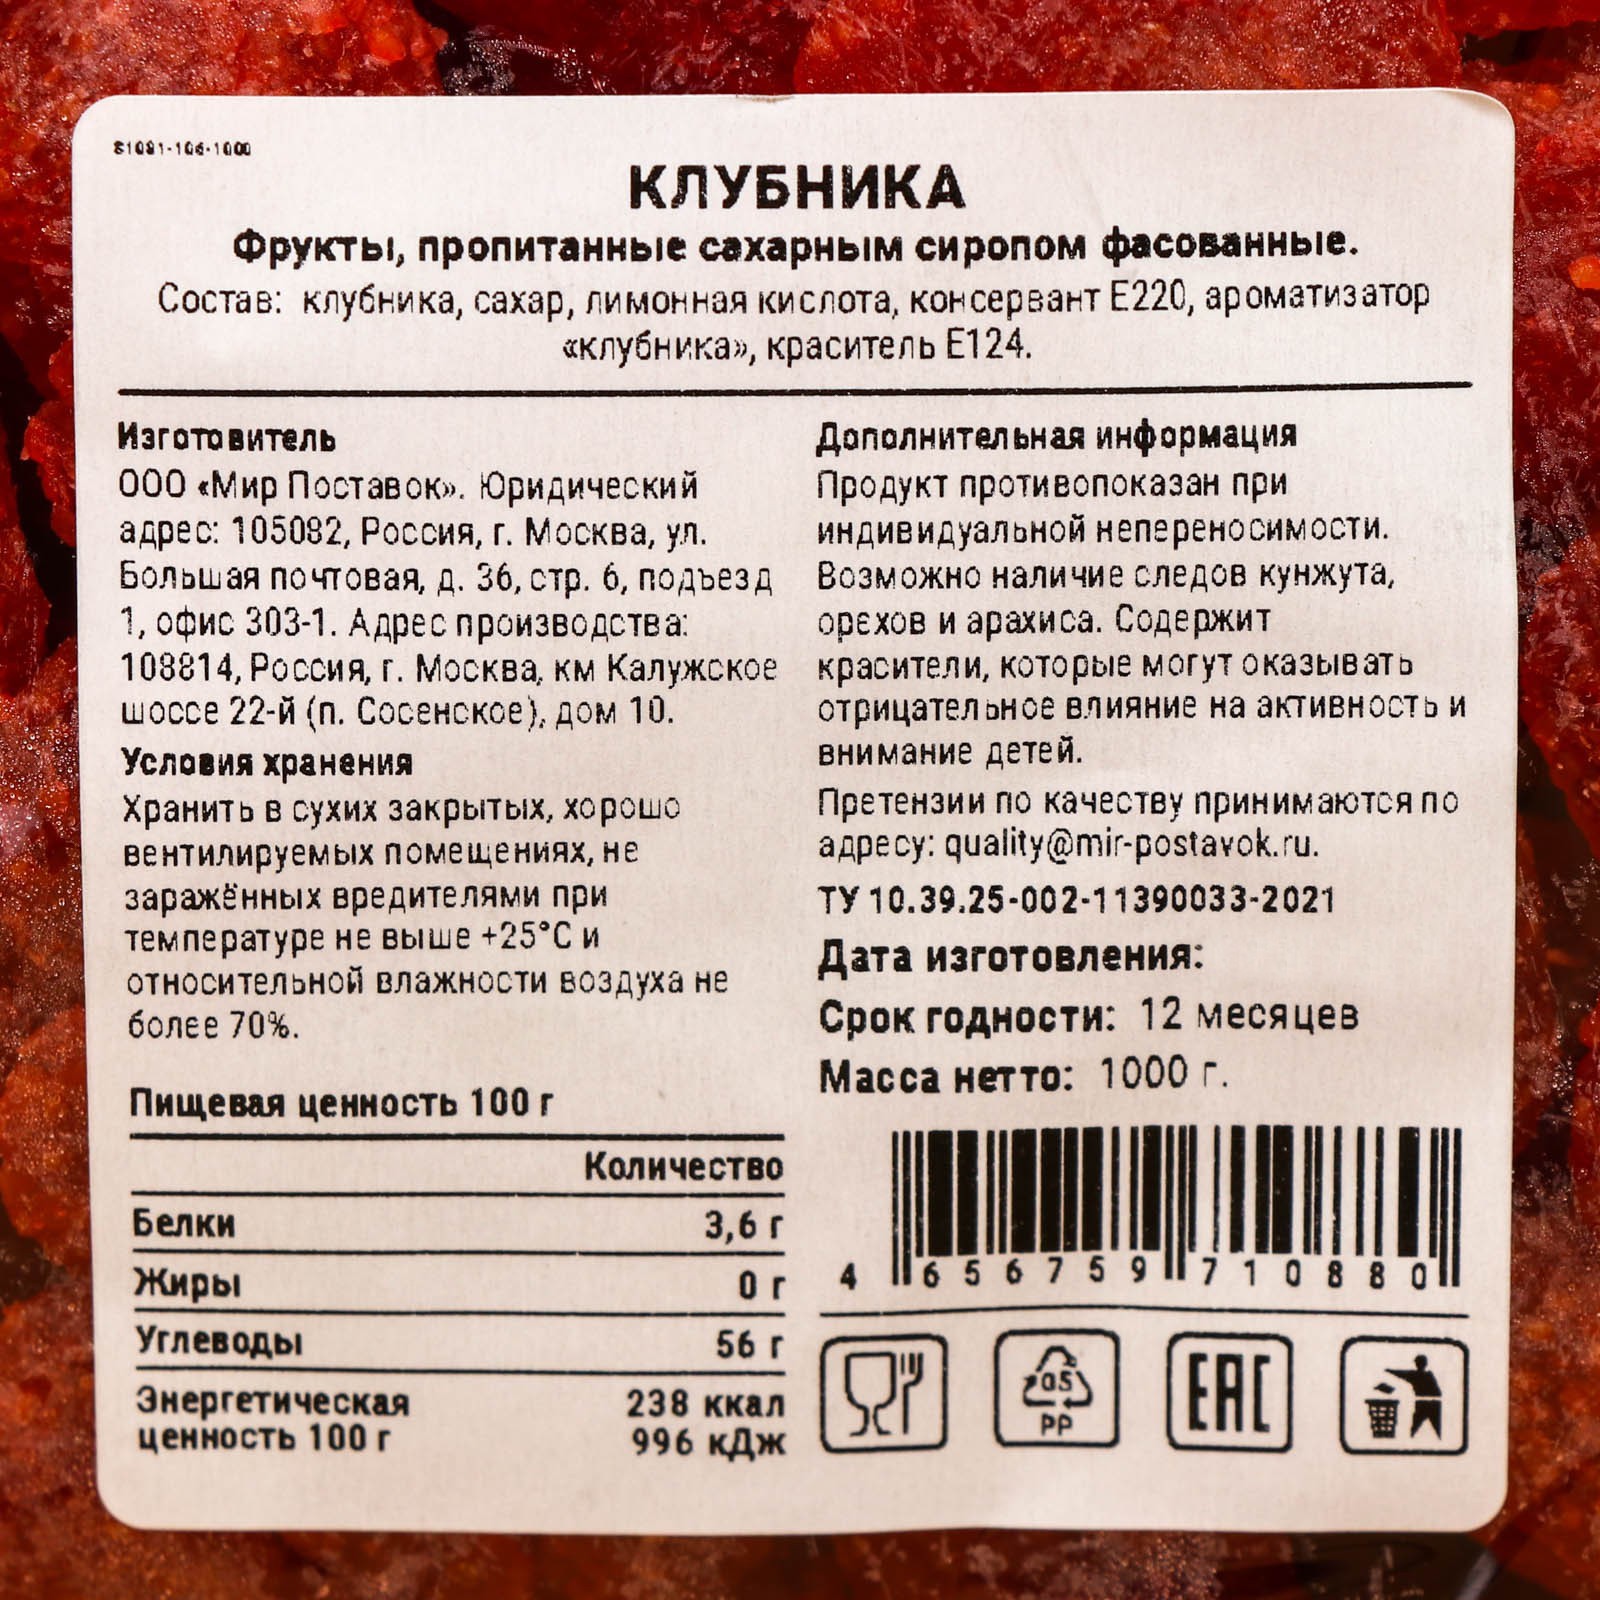 S1091-106-1000
КЛУБНИКА
Фрукты, пропитанные сахарным сиропом фасованные.
Состав: клубника, сахар, лимонная кислота, консервант Е220, ароматизатор
«клубника», краситель Е124.
Изготовитель
ООО «Мир Поставок». Юридический
адрес: 105082, Россия, г. Москва, ул.
Большая почтовая, д. 36, стр. 6, подъезд
1, офис 303-1. Адрес производства:
108814, Россия, г. Москва, км Калужское
шоссе 22-й (п. Сосенское), дом 10.
Условия хранения
Хранить в сухих закрытых, хорошо
вентилируемых помещениях, не
заражённых вредителями при
температуре не выше +25°С и
относительной влажности воздуха не
более 70%.
Пищевая ценность 100 г
Количество
Белки 3,6 г
Жиры 0 г
Углеводы 56 г
Энергетическая 238 ккал
ценность 100 г 996 кДж
Дополнительная информация
Продукт противопоказан при
индивидуальной непереносимости.
Возможно наличие следов кунжута,
орехов и арахиса. Содержит
красители, которые могут оказывать
отрицательное влияние на активность и
внимание детей.
Претензии по качеству принимаются по
адресу: quality@mir-postavok.ru.
ТУ 10.39.25-002-11390033-2021
Дата изготовления:
Срок годности: 12 месяцев
Масса нетто: 1000 г.
4 656759 710880
05
PP
EAC